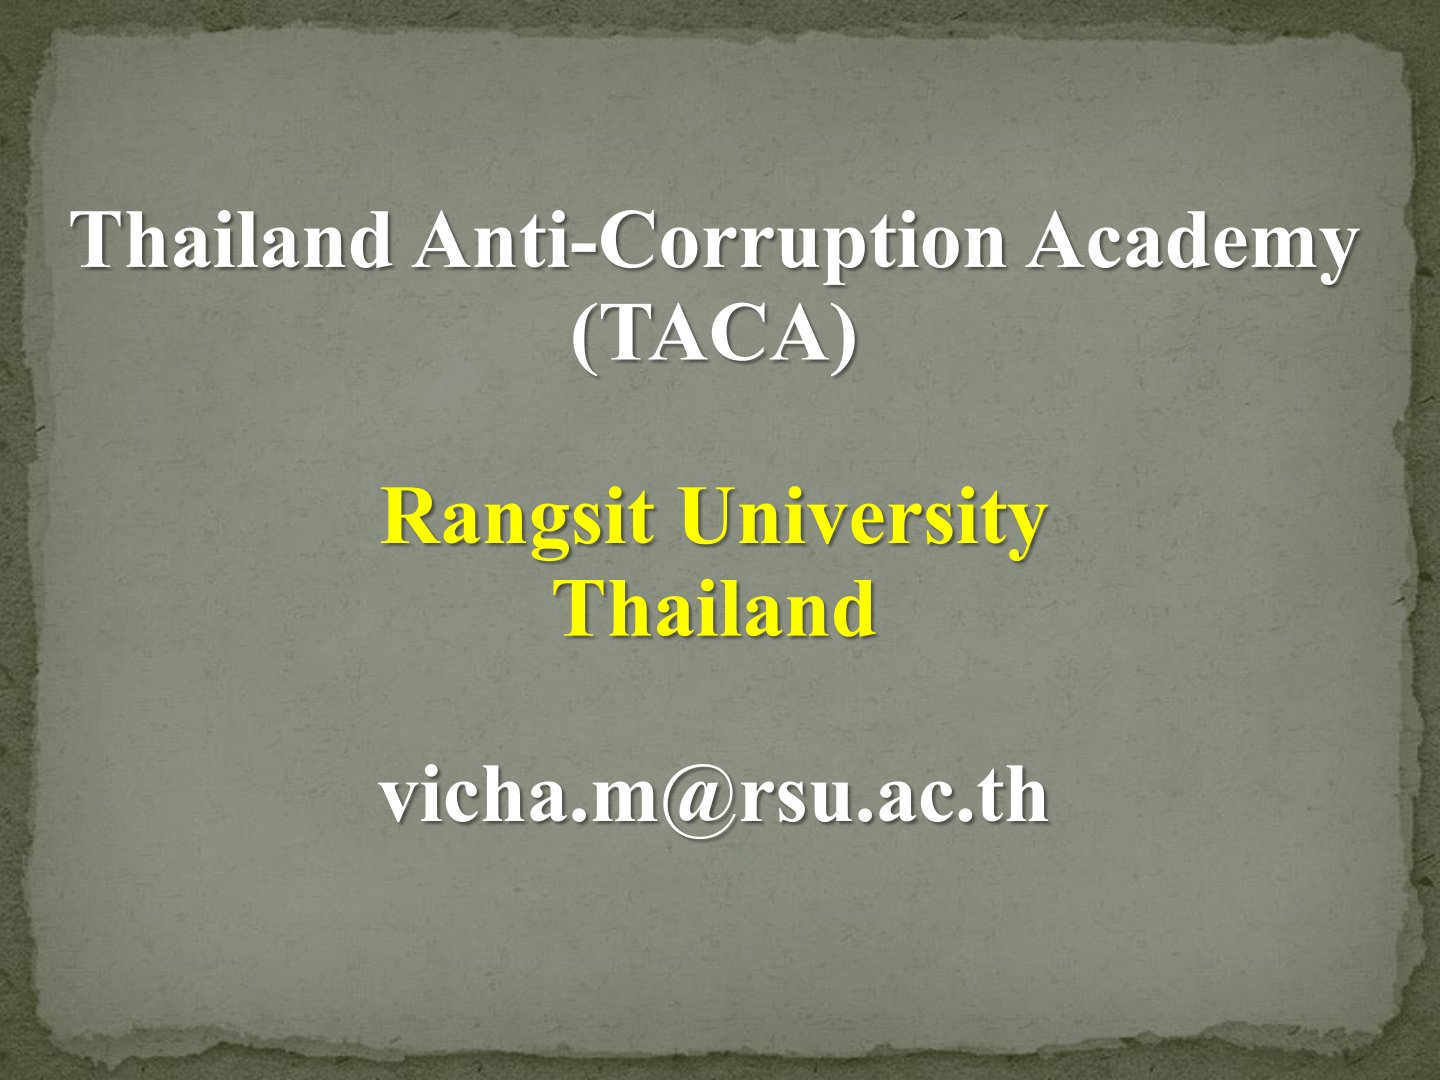 Thailand Anti-Corruption Academy
(TACA)
Rangsit University
Thailand
vicha.m@rsu.ac.th